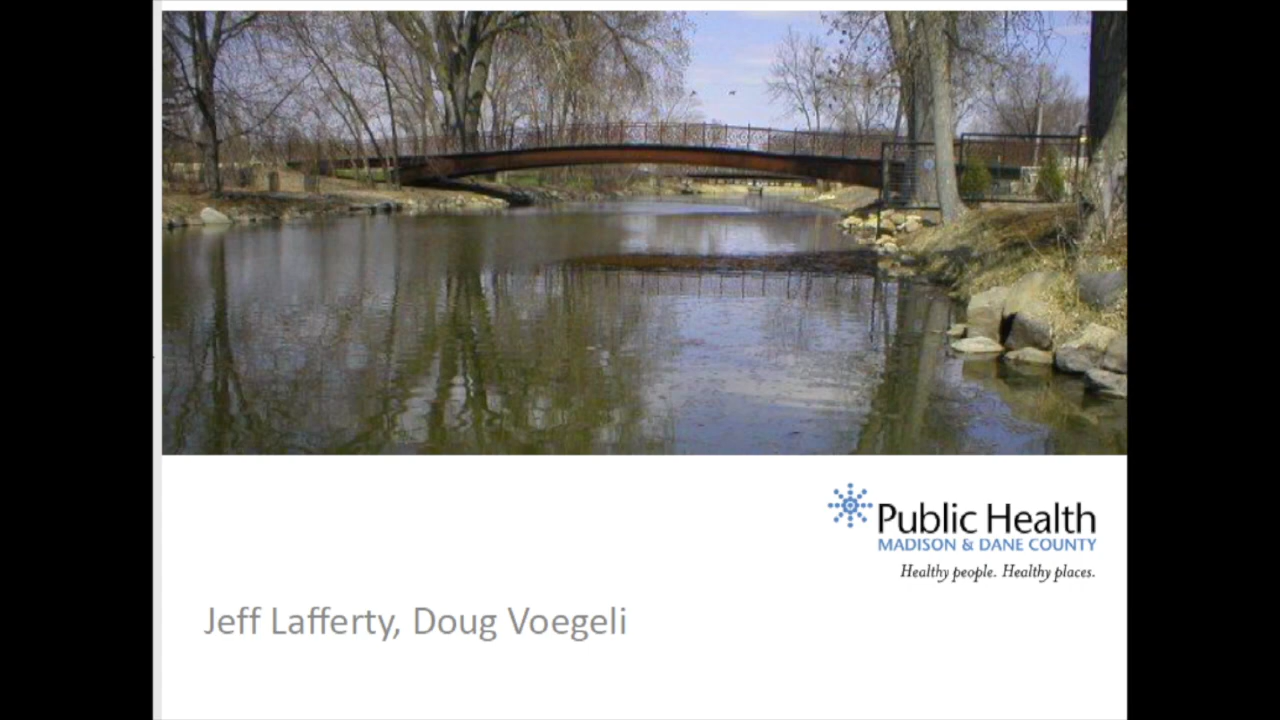 Public Health
MADISON & DANE COUNTY
Healthy people. Healthy places.
Jeff Lafferty, Doug Voegeli